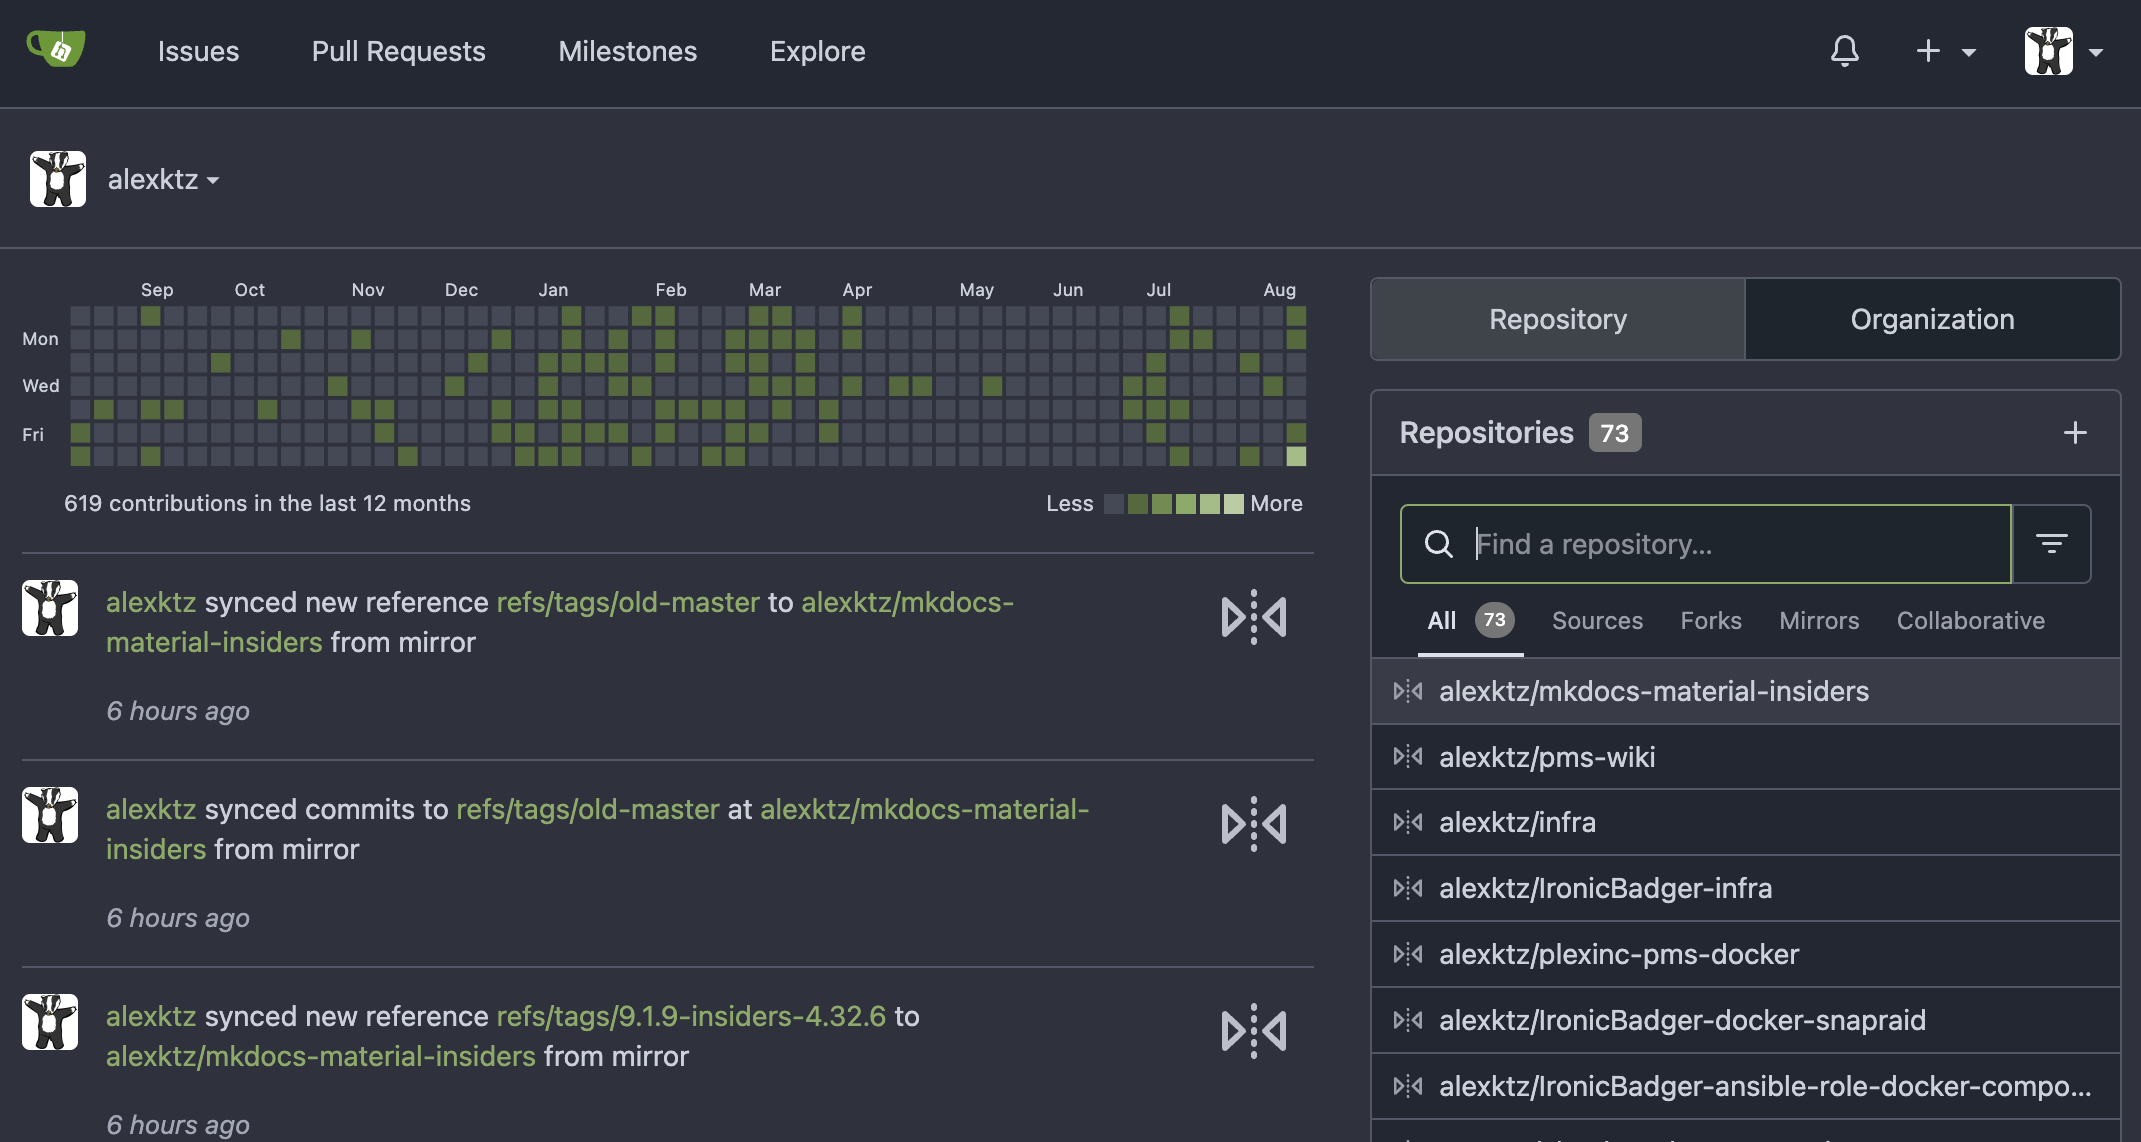 Issues Pull Requests Milestones Explore
alexktz
Sep Oct Nov Dec Jan Feb Mar Apr May Jun Jul Aug
Mon
Wed
Fri
619 contributions in the last 12 months
Less More
alexktz synced new reference refs/tags/old-master to alexktz/mkdocs-
material-insiders from mirror
6 hours ago
alexktz synced commits to refs/tags/old-master at alexktz/mkdocs-material-
insiders from mirror
6 hours ago
alexktz synced new reference refs/tags/9.1.9-insiders-4.32.6 to
alexktz/mkdocs-material-insiders from mirror
6 hours ago
Repository Organization
Repositories 73
Find a repository...
All 73 Sources Forks Mirrors Collaborative
alexktz/mkdocs-material-insiders
alexktz/pms-wiki
alexktz/infra
alexktz/IronicBadger-infra
alexktz/plexinc-pms-docker
alexktz/IronicBadger-docker-snapraid
alexktz/IronicBadger-ansible-role-docker-compo...